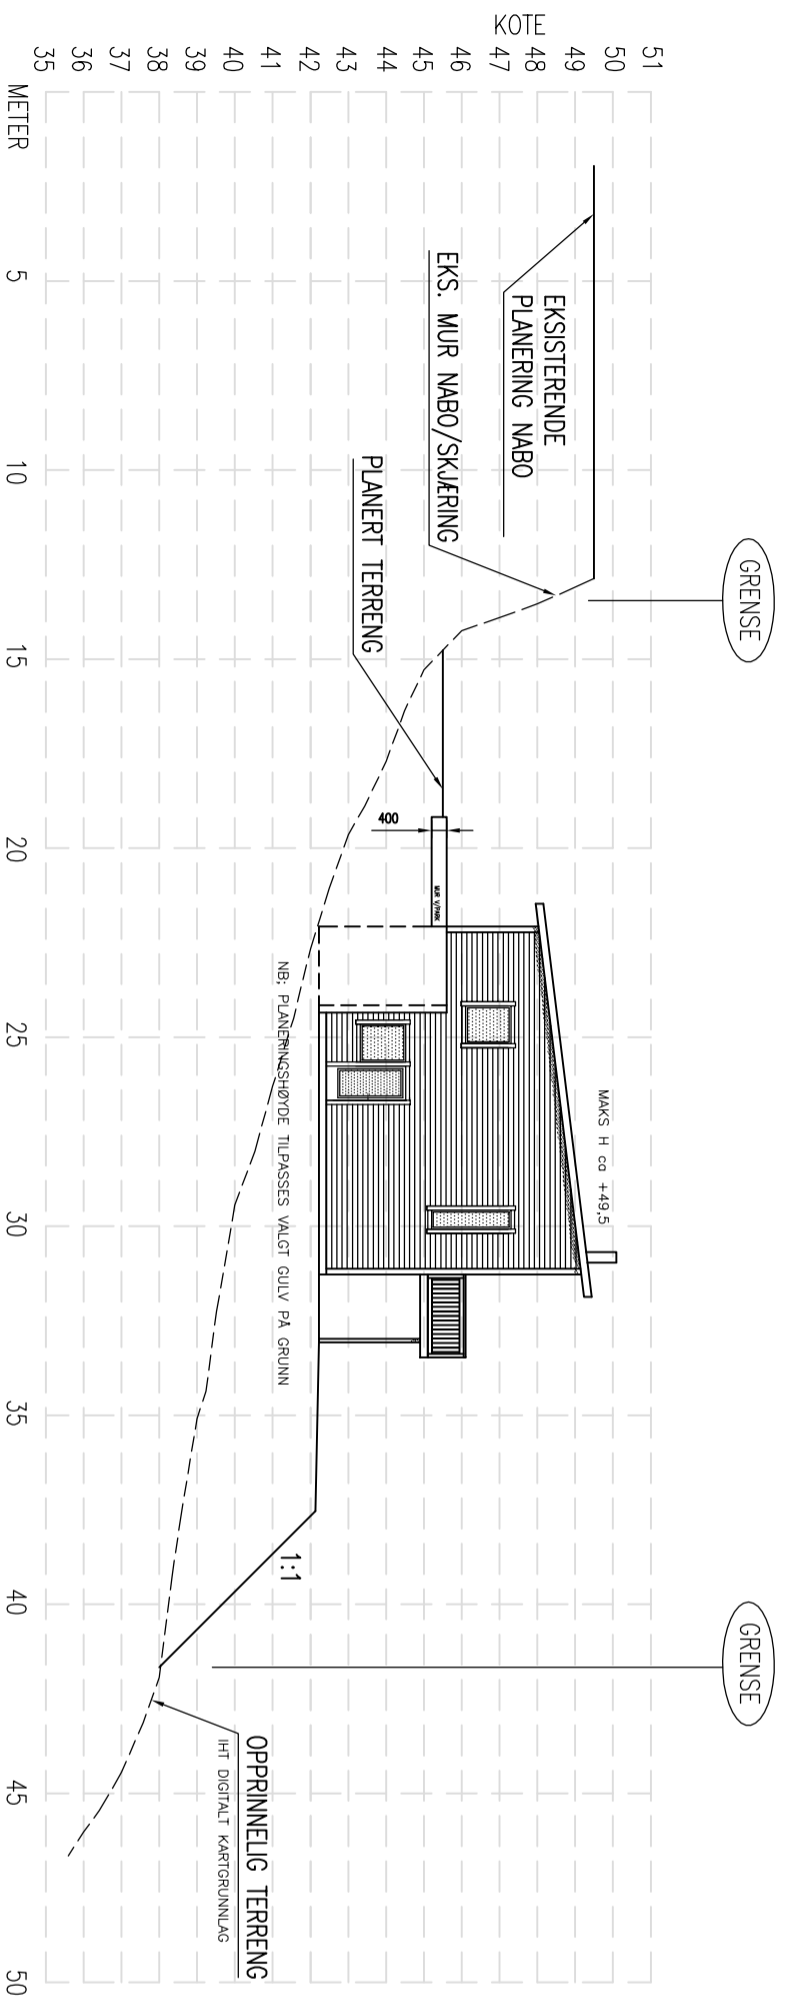 KOTE
51
50
49
48
47
46
45
44
43
42
41
40
39
38
37
36
35
METER
5
10
15
20
25
30
35
40
45
50
GRENSE
GRENSE
EKSISTERENDE
PLANERING NABO
EKS. MUR NABO/SKJÆRING
PLANERT TERRENG
400
MUR V/PARK
MAKS H ca +49,5
NB; PLANERINGSHØYDE TILPASSES VALGT GULV PÅ GRUNN
1:1
OPPRINNELIG TERRENG
IHT DIGITALT KARTGRUNNLAG